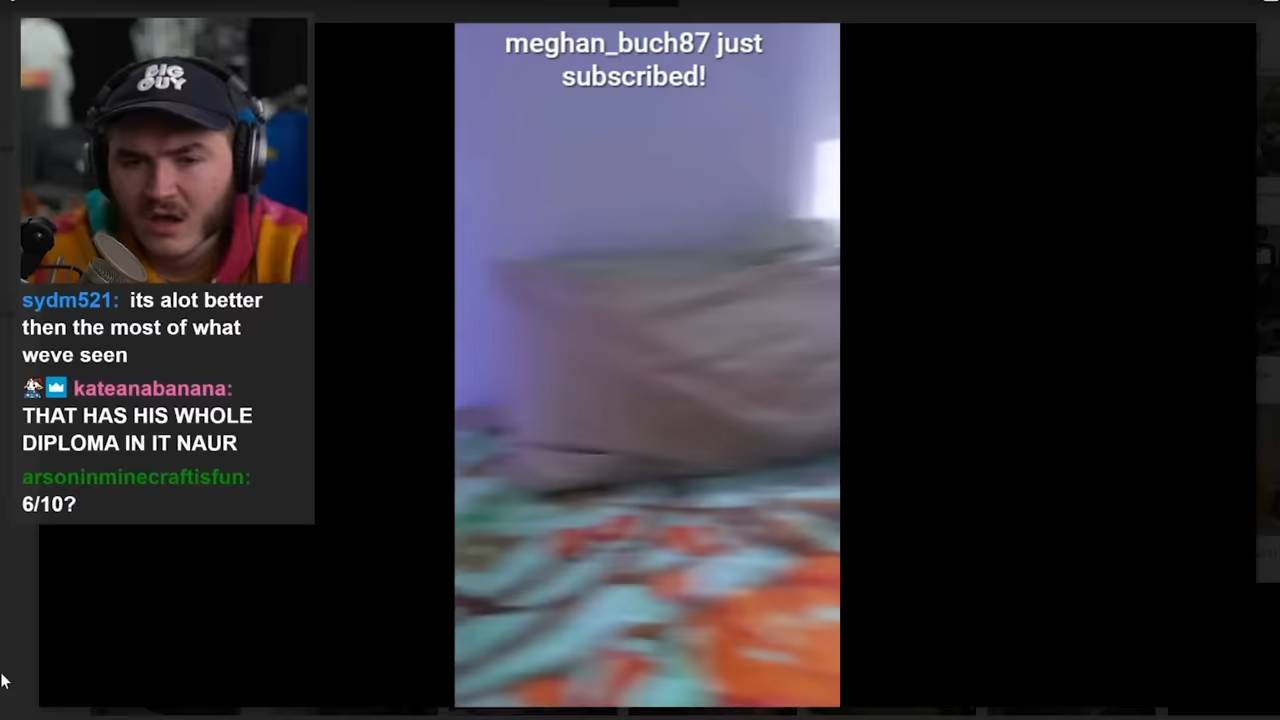 BIG
GUY
meghan_buch87 just
subscribed!
sydm521: its alot better
then the most of what
weve seen
kateanabanana:
THAT HAS HIS WHOLE
DIPLOMA IN IT NAUR
arsoninminecraftisfun:
6/10?